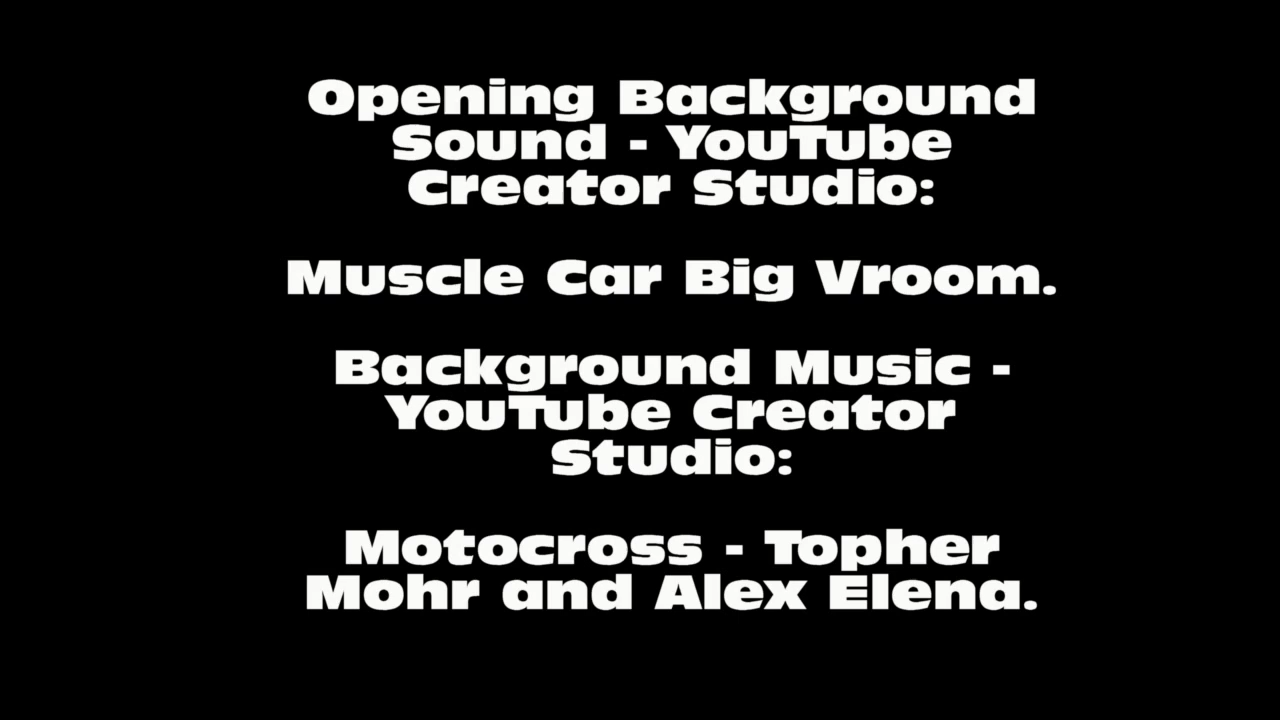 Opening Background
Sound - YouTube
Creator Studio:
Muscle Car Big Vroom.
Background Music -
YouTube Creator
Studio:
Motocross - Topher
Mohr and Alex Elena.